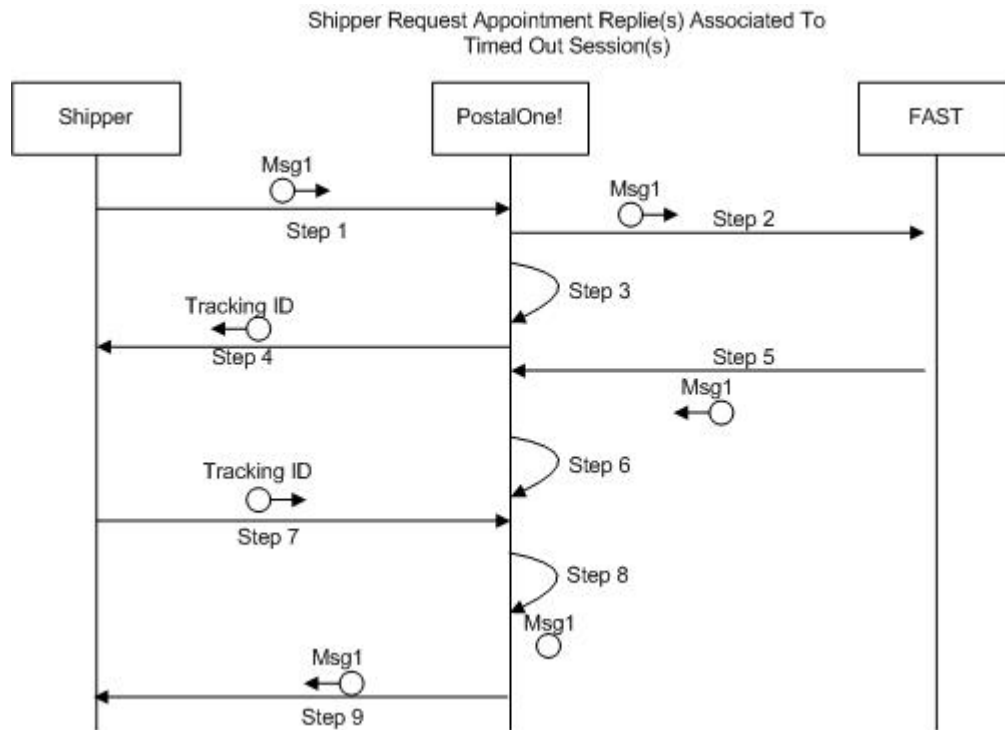 Shipper Request Appointment Replie(s) Associated To
Timed Out Session(s)
Shipper
PostalOne!
FAST
Msg1
Step 1
Msg1
Step 2
Step 3
Tracking ID
Step 4
Step 5
Msg1
Step 6
Tracking ID
Step 7
Step 8
Msg1
Msg1
Step 9